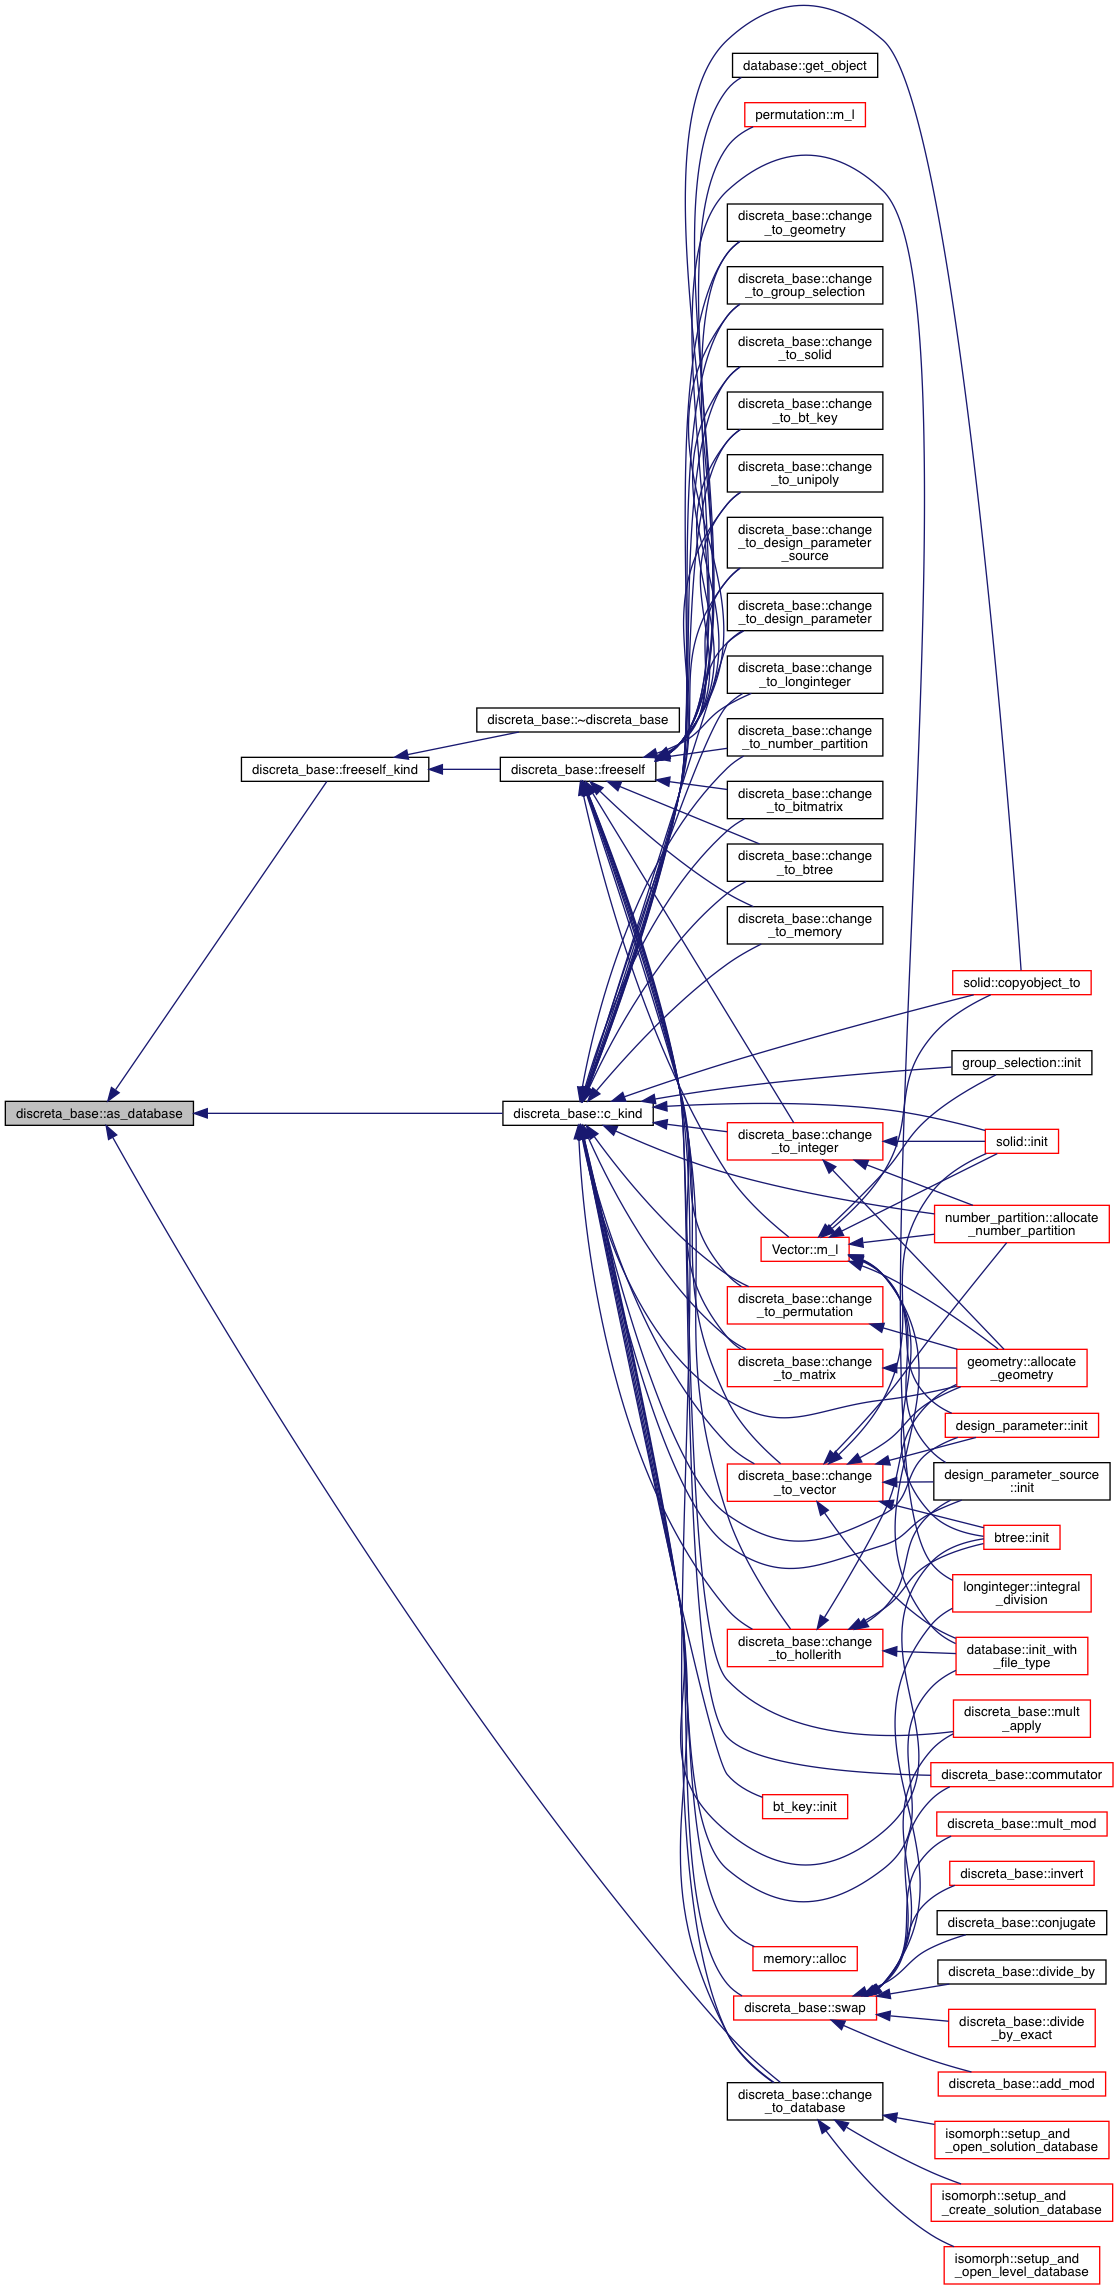 database::get_object
permutation::m_l
discreta_base::change
_to_geometry
discreta_base::change
_to_group_selection
discreta_base::change
_to_solid
discreta_base::change
_to_bt_key
discreta_base::change
_to_unipoly
discreta_base::change
_to_design_parameter
_source
discreta_base::change
_to_design_parameter
discreta_base::change
_to_longinteger
discreta_base::~discreta_base
discreta_base::change
_to_number_partition
discreta_base::freeself_kind
discreta_base::freeself
discreta_base::change
_to_bitmatrix
discreta_base::change
_to_btree
discreta_base::change
_to_memory
solid::copyobject_to
group_selection::init
discreta_base::as_database
discreta_base::c_kind
discreta_base::change
_to_integer
solid::init
number_partition::allocate
_number_partition
Vector::m_l
discreta_base::change
_to_permutation
discreta_base::change
_to_matrix
geometry::allocate
_geometry
design_parameter::init
discreta_base::change
_to_vector
design_parameter_source
::init
btree::init
longinteger::integral
_division
discreta_base::change
_to_hollerith
database::init_with
_file_type
discreta_base::mult
_apply
discreta_base::commutator
bt_key::init
discreta_base::mult_mod
discreta_base::invert
discreta_base::conjugate
memory::alloc
discreta_base::divide_by
discreta_base::swap
discreta_base::divide
_by_exact
discreta_base::add_mod
discreta_base::change
_to_database
isomorph::setup_and
_open_solution_database
isomorph::setup_and
_create_solution_database
isomorph::setup_and
_open_level_database